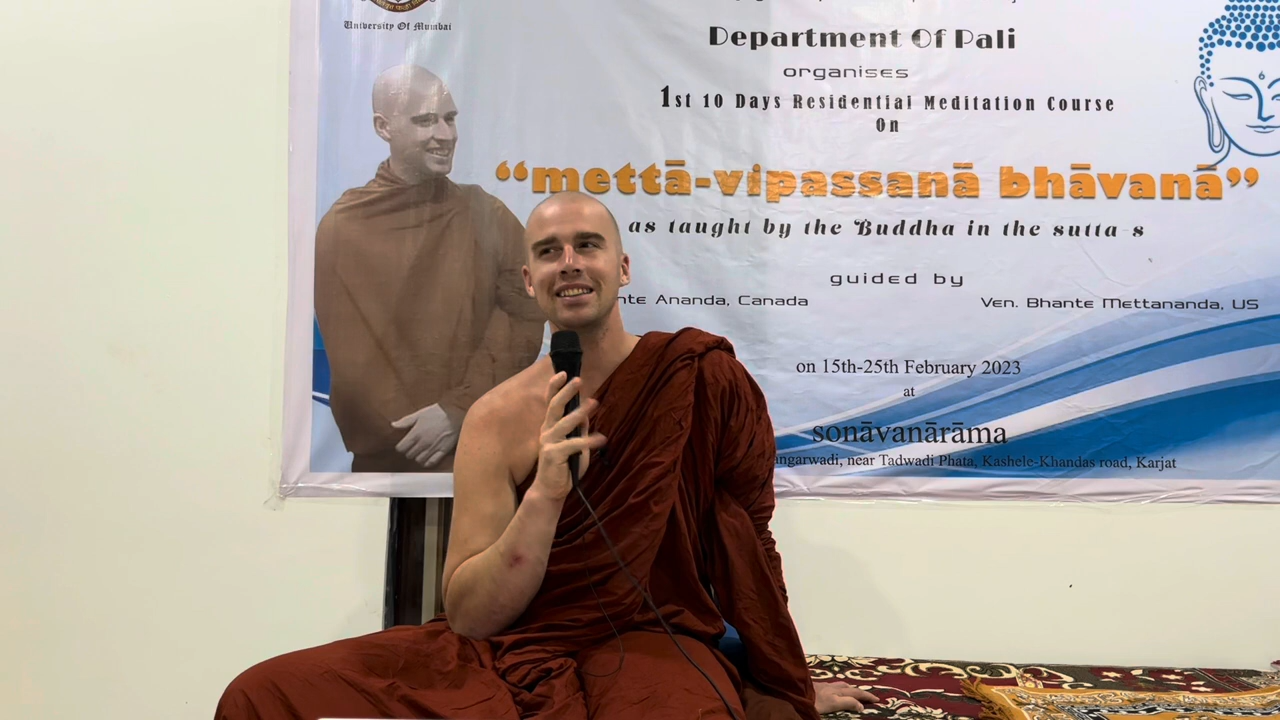 University Of Mumbai
Department Of Pali
organises
1st 10 Days Residential Meditation Course
On
“mettā-vipassanā bhāvanā”
as taught by the Buddha in the sutta s
guided by
Ananda, Canada
Ven. Bhante Mettananda, US
on 15th-25th February 2023
at
sonāvanārāma
near Tadwadi Phata, Kashele-Khandas road, Karjat